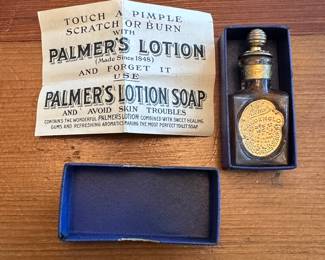 TOUCH A PIMPLE
SCRATCH OR BURN
WITH
PALMER'S LOTION
(Made Since 1848)
AND FORGET IT
USE
PALMER'S LOTION SOAP
AND AVOID SKIN TROUBLES
CONTAINS THE WONDERFUL PALMER'S LOTION COMBINED WITH SWEET HEALING
GUMS AND REFRESHING AROMATICS MAKING THE MOST PERFECT TOILET SOAP